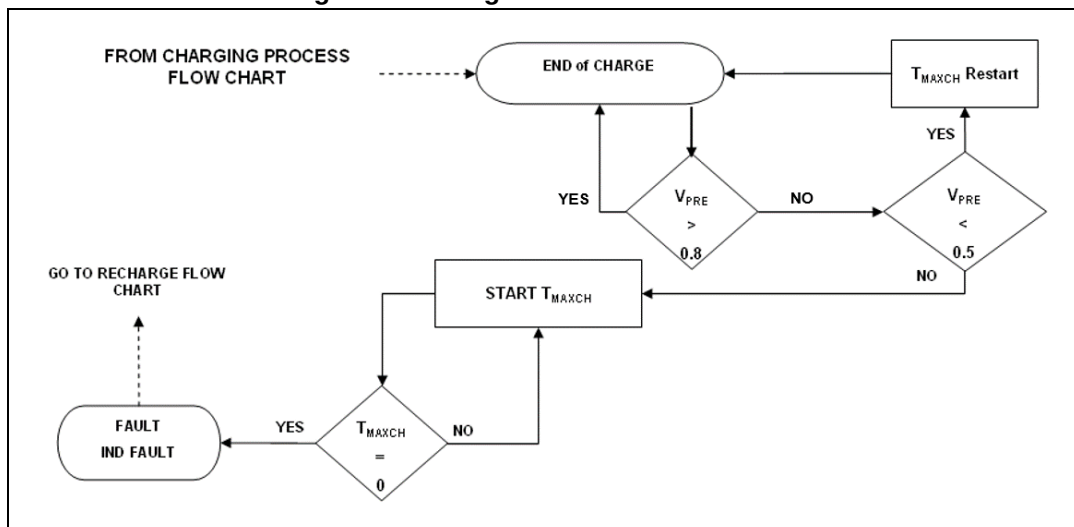 FROM CHARGING PROCESS
FLOW CHART
END of CHARGE
TMAXCH Restart
YES
YES
VPRE
>
0.8
NO
VPRE
<
0.5
NO
GO TO RECHARGE FLOW
CHART
START TMAXCH
FAULT
IND FAULT
YES
TMAXCH
=
0
NO